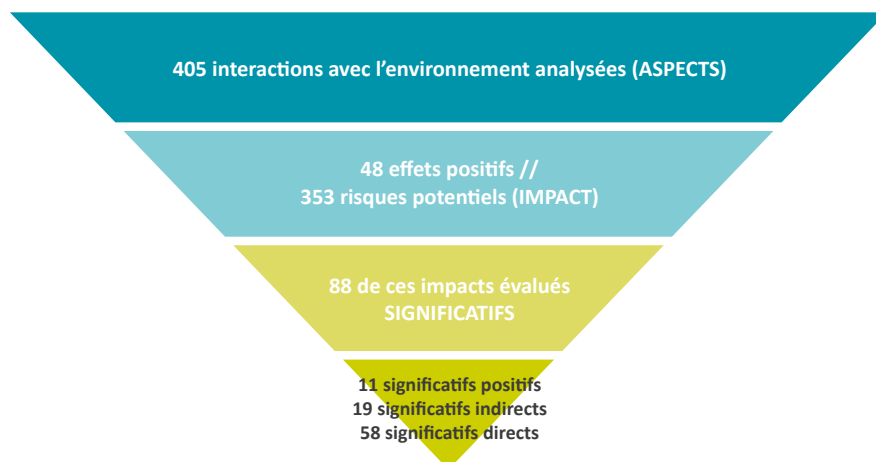 405 interactions avec l’environnement analysées (ASPECTS)
48 effets positifs //
353 risques potentiels (IMPACT)
88 de ces impacts évalués
SIGNIFICATIFS
11 significatifs positifs
19 significatifs indirects
58 significatifs directs